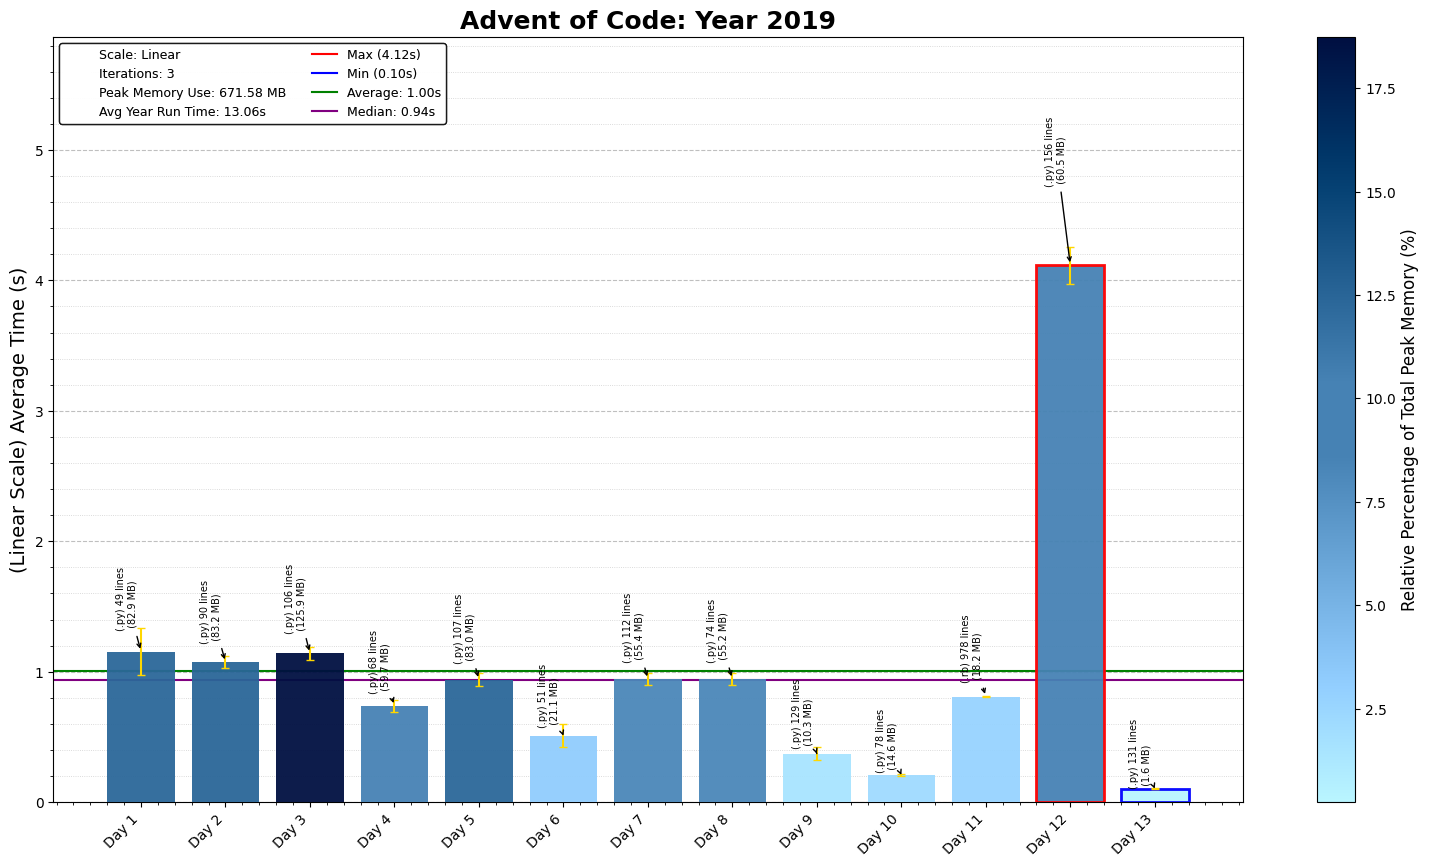 Advent of Code: Year 2019
Scale: Linear
Iterations: 3
Peak Memory Use: 671.58 MB
Avg Year Run Time: 13.06s
Max (4.12s)
Min (0.10s)
Average: 1.00s
Median: 0.94s
(Linear Scale) Average Time (s)
5
4
3
2
1
0
(.py) 49 lines
(82.9 MB)
(.py) 90 lines
(83.2 MB)
(.py) 106 lines
(125.9 MB)
(.py) 68 lines
(59.7 MB)
(.py) 107 lines
(83.0 MB)
(.py) 51 lines
(21.1 MB)
(.py) 112 lines
(55.4 MB)
(.py) 74 lines
(55.2 MB)
(.py) 129 lines
(10.3 MB)
(.py) 78 lines
(14.6 MB)
(.rb) 978 lines
(18.2 MB)
(.py) 156 lines
(60.5 MB)
(.py) 131 lines
(1.6 MB)
Day 1
Day 2
Day 3
Day 4
Day 5
Day 6
Day 7
Day 8
Day 9
Day 10
Day 11
Day 12
Day 13
17.5
15.0
12.5
10.0
7.5
5.0
2.5
Relative Percentage of Total Peak Memory (%)